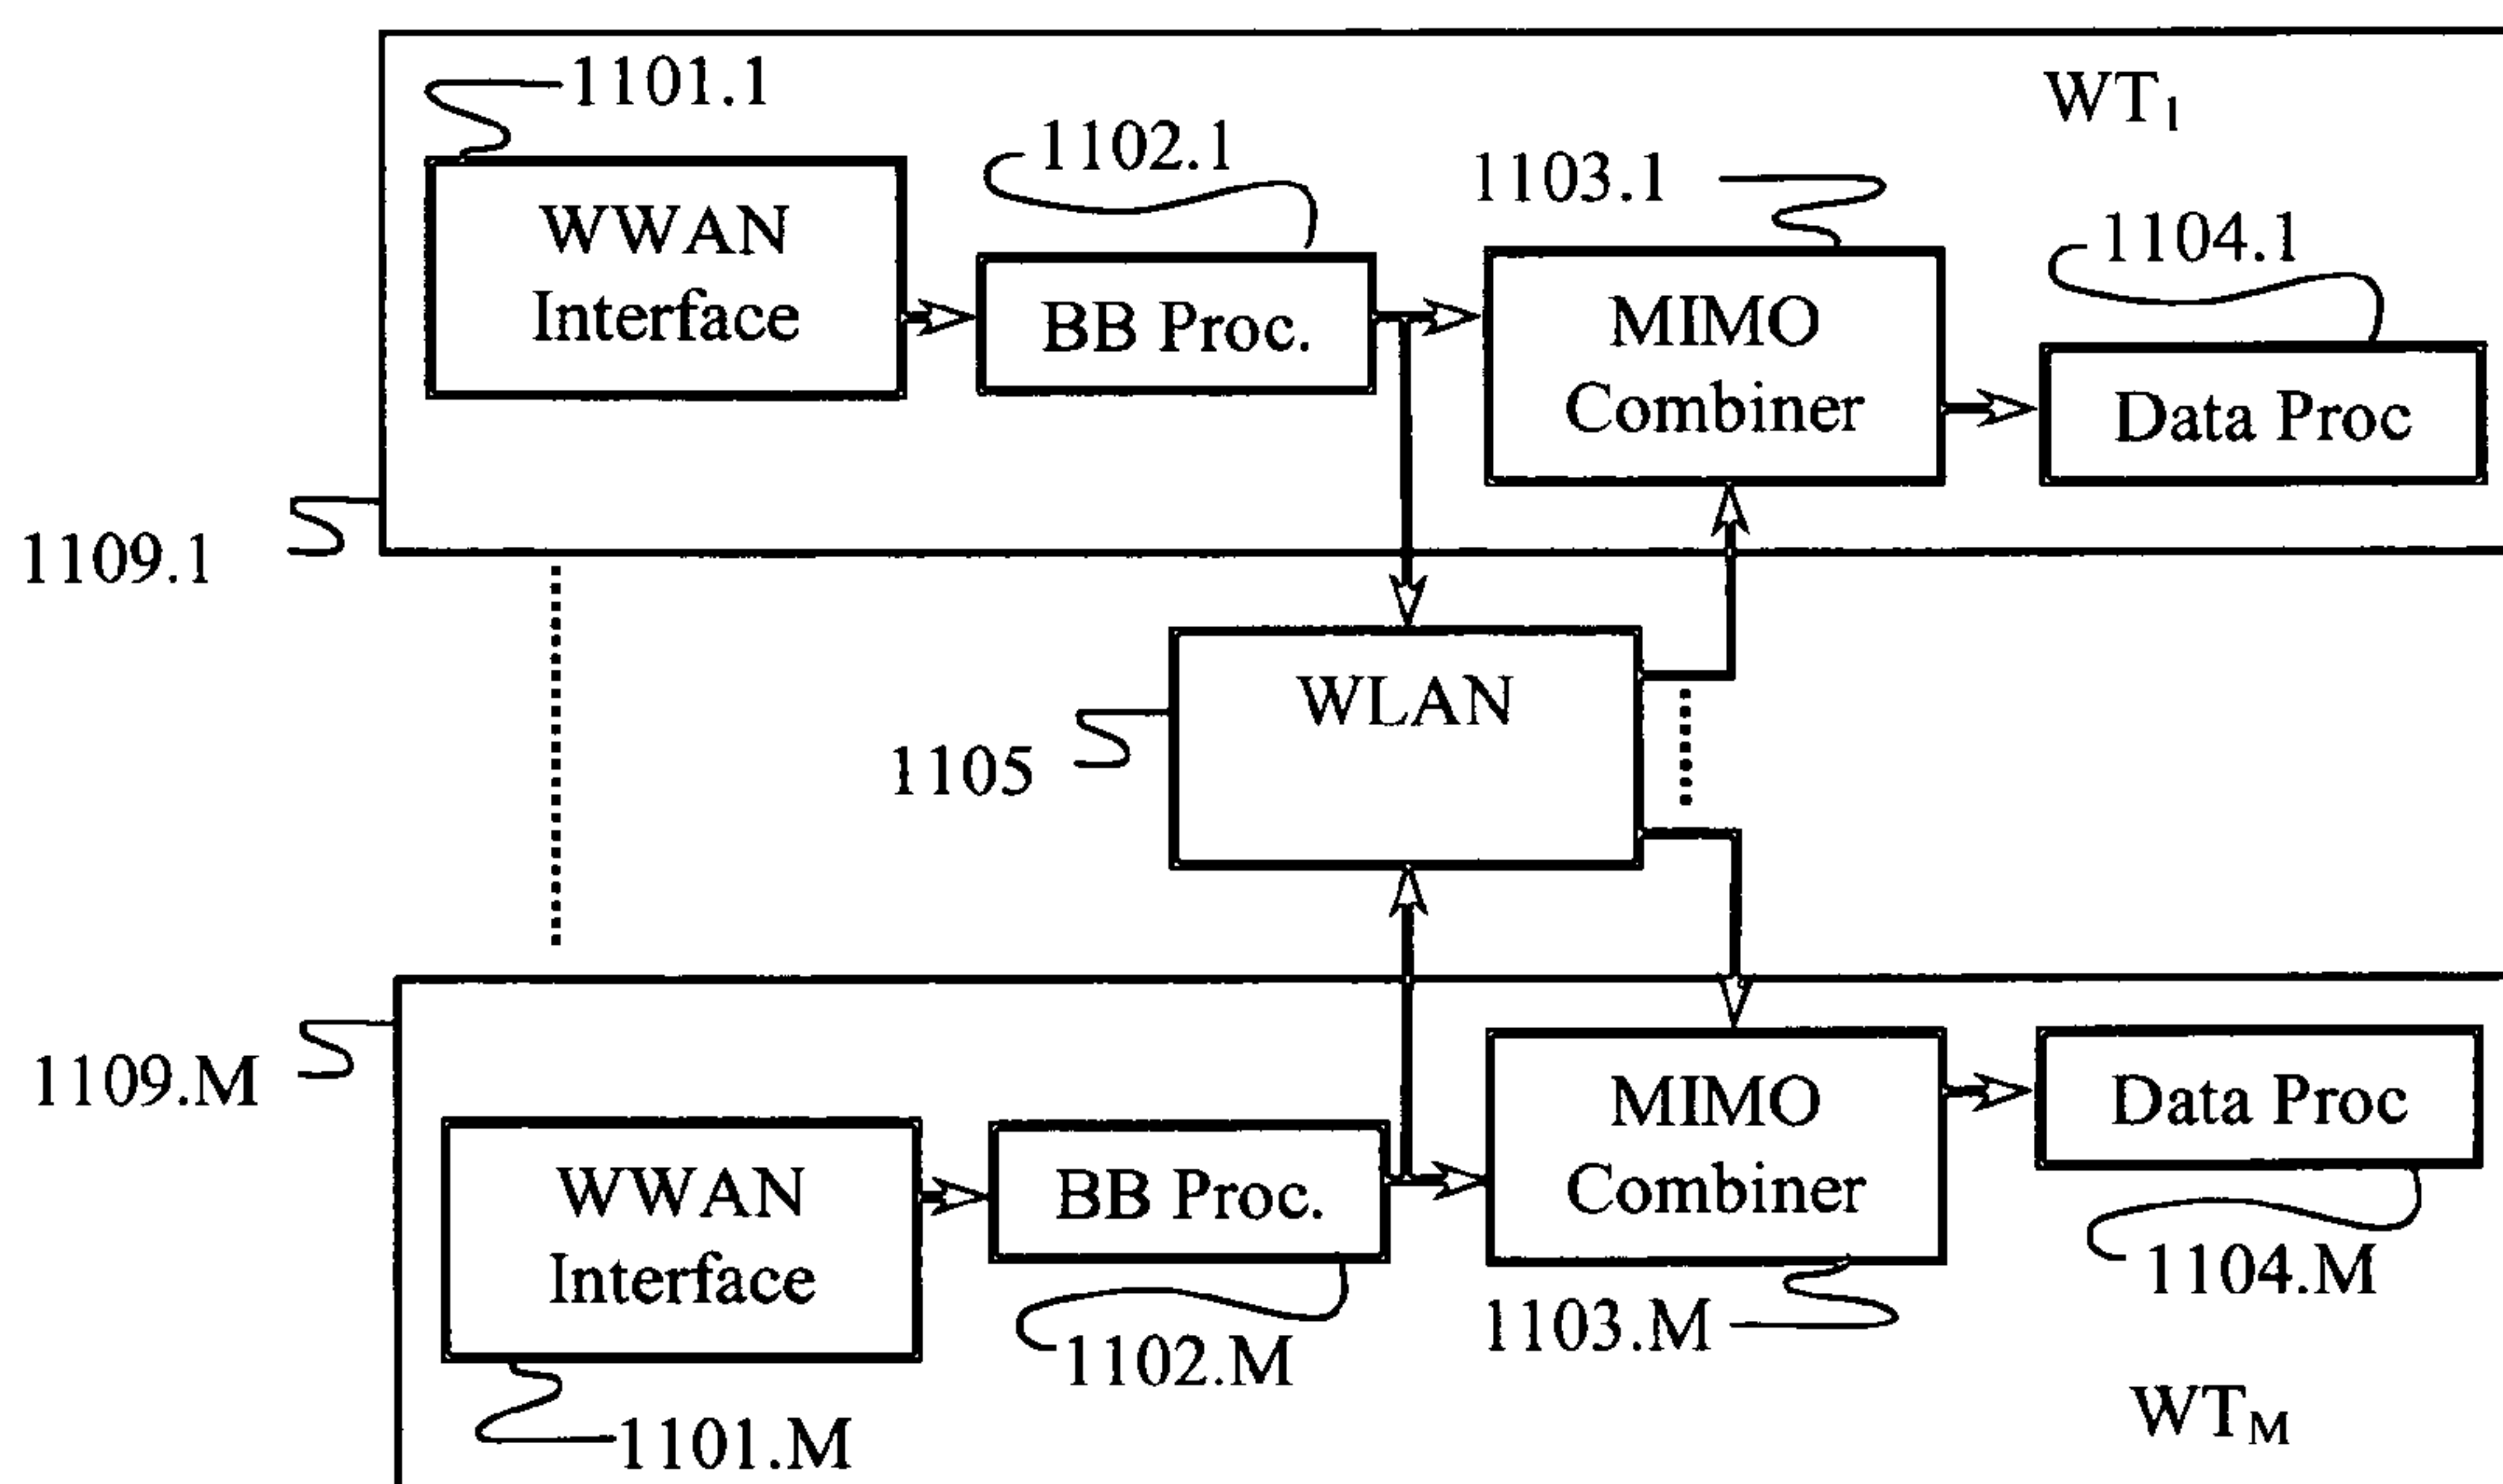 1101.1
WT1
1102.1
1103.1
WWAN
Interface
1104.1
BB Proc.
MIMO
Combiner
Data Proc
1109.1
WLAN
1105
1109.M
MIMO
Combiner
Data Proc
WWAN
Interface
BB Proc.
1104.M
1103.M
1102.M
WTM
1101.M